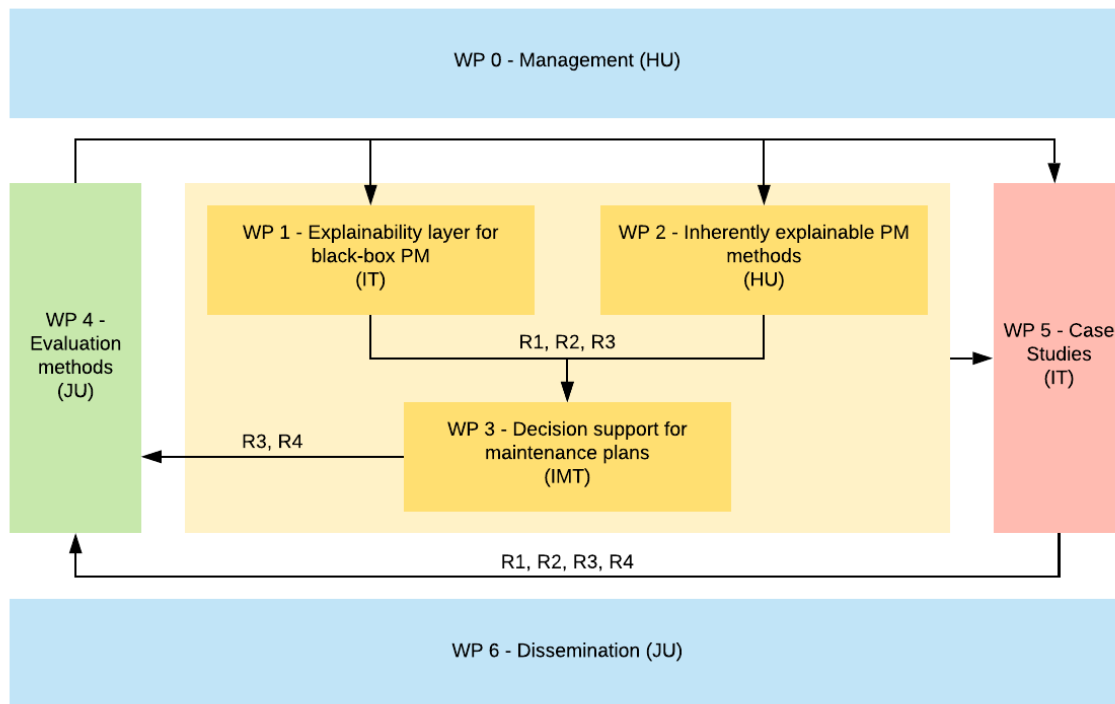 WP 0 - Management (HU)
WP 1 - Explainability layer for
black-box PM
(IT)
WP 2 - Inherently explainable PM
methods
(HU)
WP 4 -
Evaluation
methods
(JU)
R1, R2, R3
WP 5 - Case
Studies
(IT)
WP 3 - Decision support for
maintenance plans
(IMT)
R3, R4
R1, R2, R3, R4
WP 6 - Dissemination (JU)